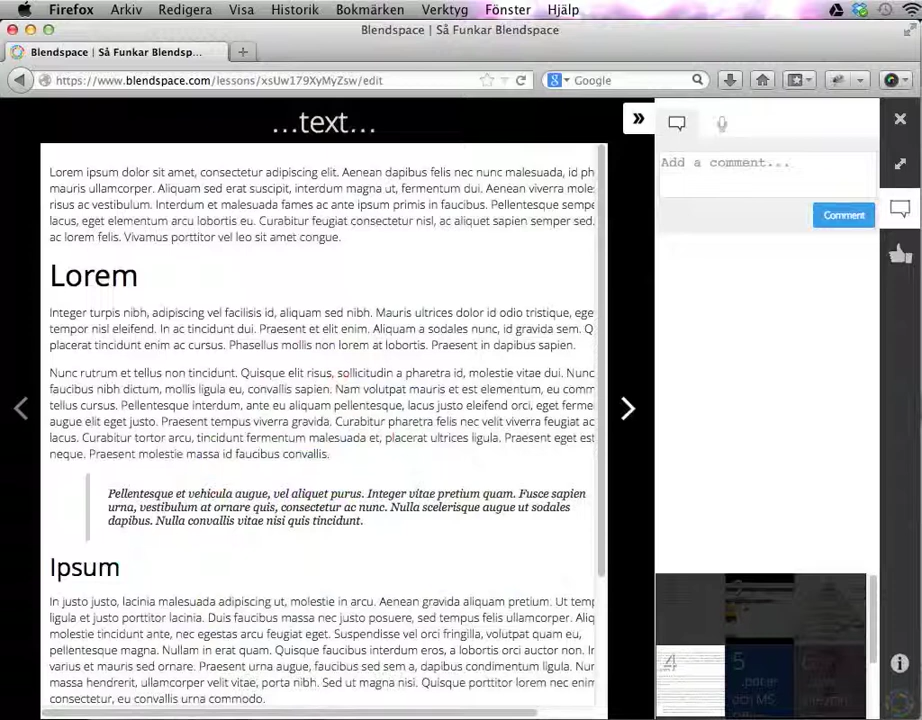 Firefox Arkiv Redigera Visa Historik Bokmärken Verktyg Fönster Hjälp
Blendspace | Så Funkar Blendspace
Blendspace | Så Funkar Blendsp...
https://www.blendspace.com/lessons/xsUw179XyMyZsw/edit
Google
...text...
Lorem ipsum dolor sit amet, consectetur adipiscing elit. Aenean dapibus felis nec nunc malesuada, id ph
mauris ullamcorper. Aliquam sed erat suscipit, interdum magna ut, fermentum dui. Aenean viverra mole
risus ac vestibulum. Interdum et malesuada fames ac ante ipsum primis in faucibus. Pellentesque sempe
lacus, eget elementum arcu lobortis eu. Curabitur feugiat consectetur nisl, ac aliquet sapien semper sed.
ac lorem felis. Vivamus porttitor vel leo sit amet congue.
Lorem
Integer turpis nibh, adipiscing vel facilisis id, aliquam sed nibh. Mauris ultrices dolor id odio tristique, ege
tempor nisl eleifend. In ac tincidunt dui. Praesent et elit enim. Aliquam a sodales nunc, id gravida sem. Q
placerat tincidunt enim ac cursus. Phasellus mollis non lorem at lobortis. Praesent in dapibus sapien.
Nunc rutrum et tellus non tincidunt. Quisque elit risus, sollicitudin a pharetra id, molestie vitae dui. Nunc
faucibus nibh dictum, mollis ligula eu, convallis sapien. Nam volutpat mauris et est elementum, eu comm
tellus cursus. Pellentesque interdum, ante eu aliquam pellentesque, lacus justo eleifend orci, eget ferme
augue elit eget justo. Praesent tempus viverra gravida. Curabitur pharetra felis nec velit viverra feugiat
lacus. Curabitur tortor arcu, tincidunt fermentum malesuada et, placerat ultrices ligula. Praesent eget est
neque. Praesent molestie massa id faucibus convallis.
Pellentesque et vehicula augue, vel aliquet purus. Integer vitae pretium quam. Fusce sapien
urna, vestibulum at ornare quis, consectetur ac nunc. Nulla scelerisque augue ut sodales
dapibus. Nulla convallis vitae nisi quis tincidunt.
Ipsum
In justo justo, lacinia malesuada adipiscing ut, molestie in arcu. Aenean gravida aliquam pretium. Ut temp
ligula et justo porttitor lacinia. Duis faucibus massa nec justo posuere, sed tempus velit ornare. Aliquam
molestie tincidunt ante, nec egestas arcu feugiat eget. Suspendisse vel orci fringilla, volutpat quam eu,
pellentesque magna. Nullam in erat quam. Quisque faucibus interdum eros, a lobortis orci auctor non. In
varius et mauris sed ornare. Praesent urna augue, faucibus sed sem a, dapibus condimentum ligula. Nu
massa hendrerit, ullamcorper velit, porta nibh. Sed ut magna nisi. Quisque porttitor lorem nec enim
consectetur, eu convallis urna commodo.
Add a comment...
Comment
4
5